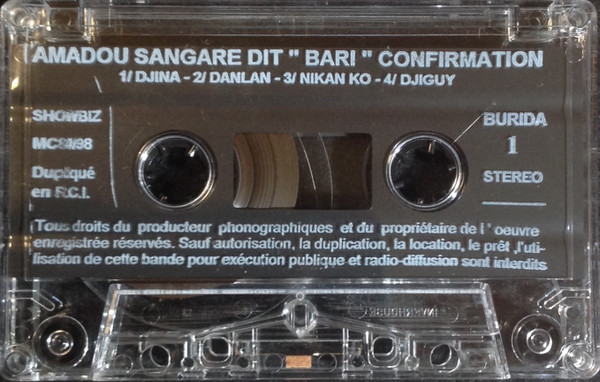 AMADOU SANGARE DIT " BARI " CONFIRMATION
1/ DJINA - 2/ DANLAN - 3/ NIKAN KO - 4/ DJIGUY
SHOWBIZ
BURIDA
1
Dupliqué
en R.C.I.
STEREO
Tous droits du producteur phonographiques et du propriétaire de l ' oeuvre
enregistrée réservés. Sauf autorisation, la duplication, la location, le prêt ,l'uti-
lisation de cette bande pour exécution publique et radio-diffusion sont interdits